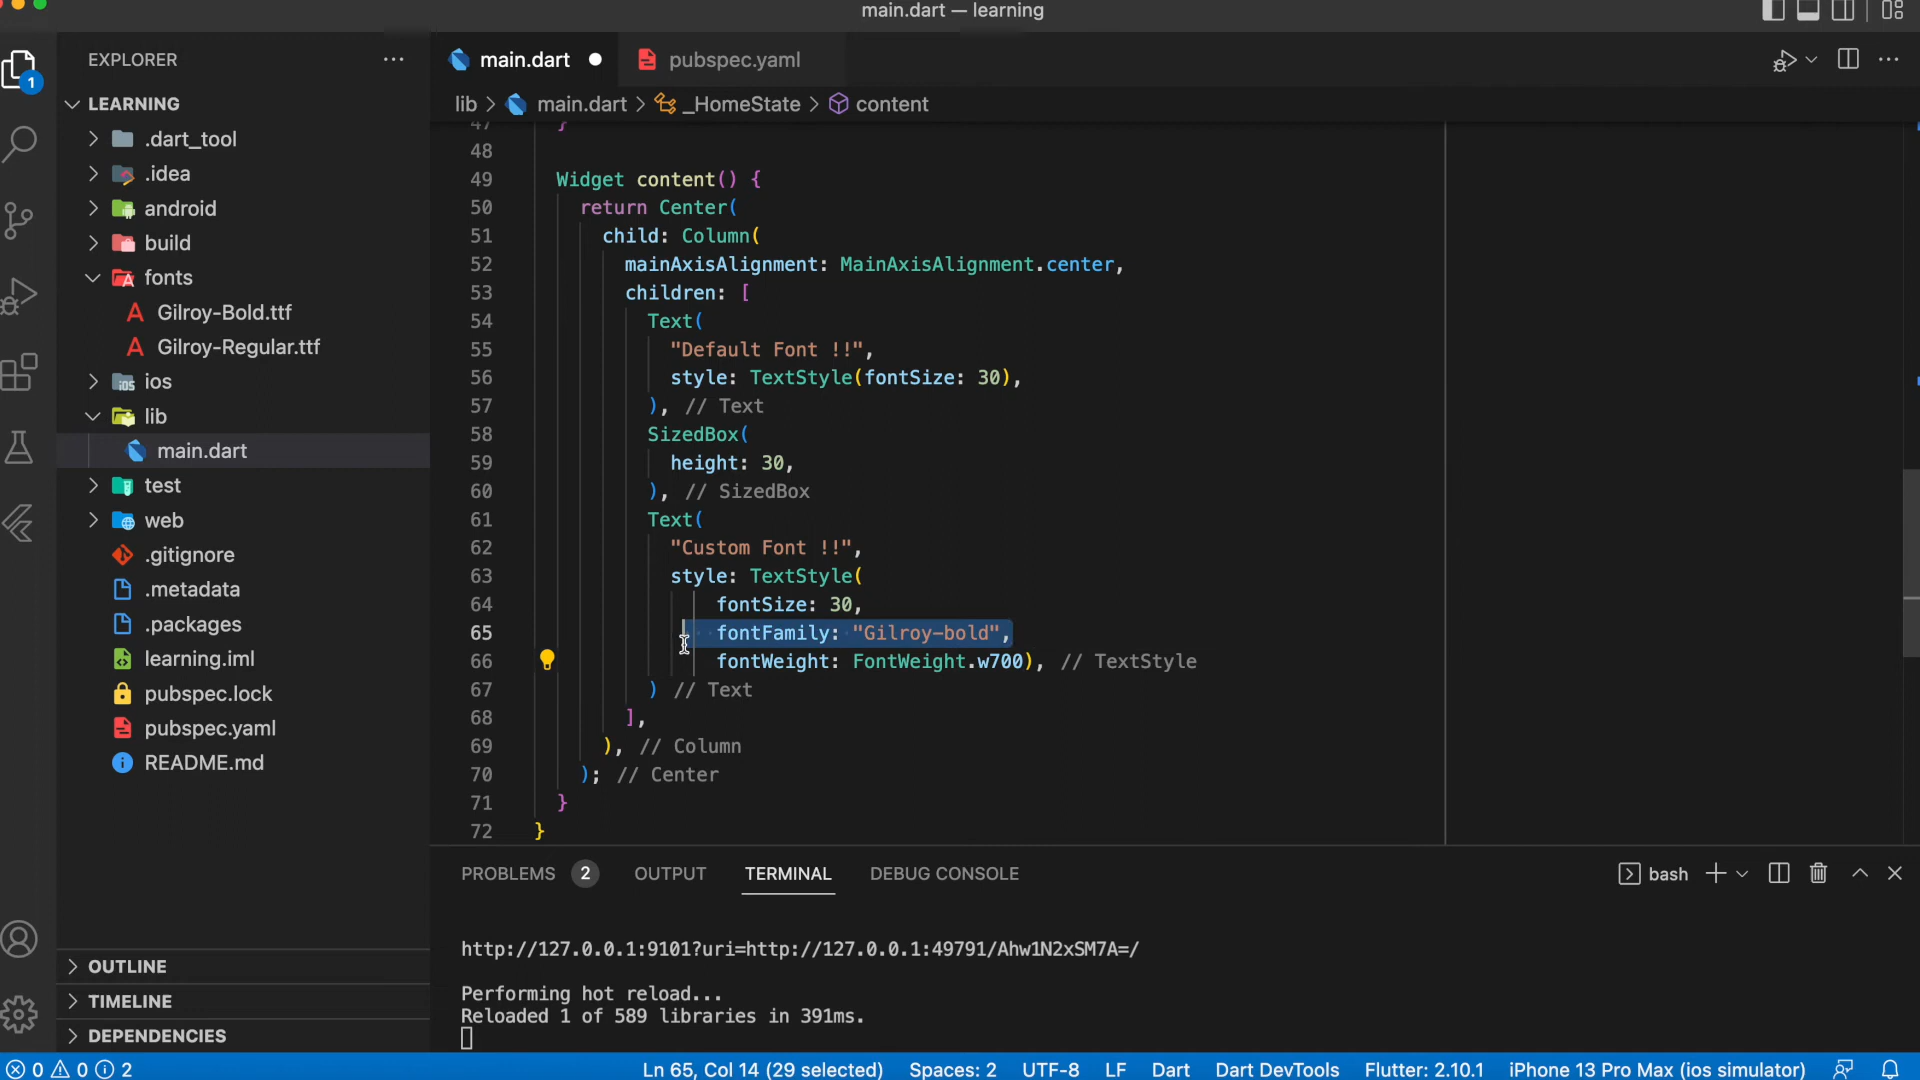 main.dart — learning
EXPLORER
LEARNING
.dart_tool
.idea
android
build
fonts
Gilroy-Bold.ttf
Gilroy-Regular.ttf
ios
lib
main.dart
test
web
.gitignore
.metadata
.packages
learning.iml
pubspec.lock
pubspec.yaml
README.md
OUTLINE
TIMELINE
DEPENDENCIES
1
main.dart
pubspec.yaml
lib > main.dart > _HomeState > content
47 }
48
49 Widget content() {
50 return Center(
51 child: Column(
52 mainAxisAlignment: MainAxisAlignment.center,
53 children: [
54 Text(
55 "Default Font !!",
56 style: TextStyle(fontSize: 30),
57 ), // Text
58 SizedBox(
59 height: 30,
60 ), // SizedBox
61 Text(
62 "Custom Font !!",
63 style: TextStyle(
64 fontSize: 30,
65 fontFamily: "Gilroy-bold",
66 fontWeight: FontWeight.w700), // TextStyle
67 ) // Text
68 ],
69 ), // Column
70 ); // Center
71 }
72 }
PROBLEMS 2 OUTPUT TERMINAL DEBUG CONSOLE
bash
http://127.0.0.1:9101?uri=http://127.0.0.1:49791/Ahw1N2xSM7A=/
Performing hot reload...
Reloaded 1 of 589 libraries in 391ms.
0 0 2
Ln 65, Col 14 (29 selected) Spaces: 2 UTF-8 LF Dart Dart DevTools Flutter: 2.10.1 iPhone 13 Pro Max (ios simulator)